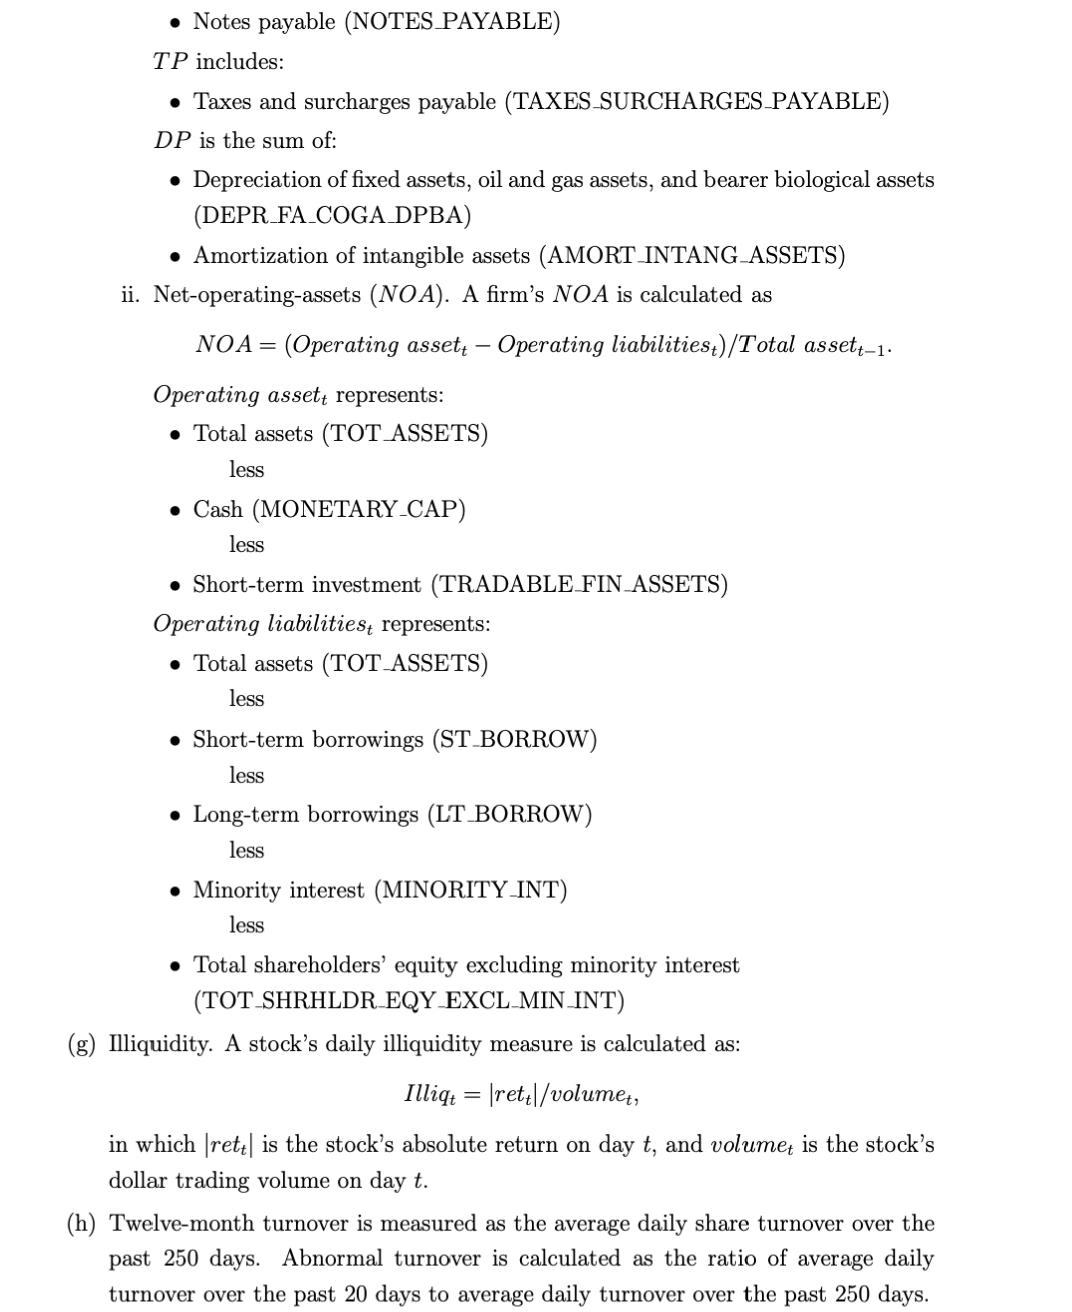 • Notes payable (NOTES_PAYABLE)
TP includes:
• Taxes and surcharges payable (TAXES_SURCHARGES_PAYABLE)
DP is the sum of:
• Depreciation of fixed assets, oil and gas assets, and bearer biological assets
(DEPR_FA_COGA_DPBA)
• Amortization of intangible assets (AMORT_INTANG_ASSETS)
ii. Net-operating-assets (NOA). A firm's NOA is calculated as
NOA = (Operating asset_t − Operating liabilities_t)/Total asset_{t−1}.
Operating asset_t represents:
• Total assets (TOT_ASSETS)
less
• Cash (MONETARY_CAP)
less
• Short-term investment (TRADABLE_FIN_ASSETS)
Operating liabilities_t represents:
• Total assets (TOT_ASSETS)
less
• Short-term borrowings (ST_BORROW)
less
• Long-term borrowings (LT_BORROW)
less
• Minority interest (MINORITY_INT)
less
• Total shareholders' equity excluding minority interest
(TOT_SHRHLDR_EQY_EXCL_MIN_INT)
(g) Illiquidity. A stock's daily illiquidity measure is calculated as:
Illiq_t = |ret_t|/volume_t,
in which |ret_t| is the stock's absolute return on day t, and volume_t is the stock's
dollar trading volume on day t.
(h) Twelve-month turnover is measured as the average daily share turnover over the
past 250 days. Abnormal turnover is calculated as the ratio of average daily
turnover over the past 20 days to average daily turnover over the past 250 days.